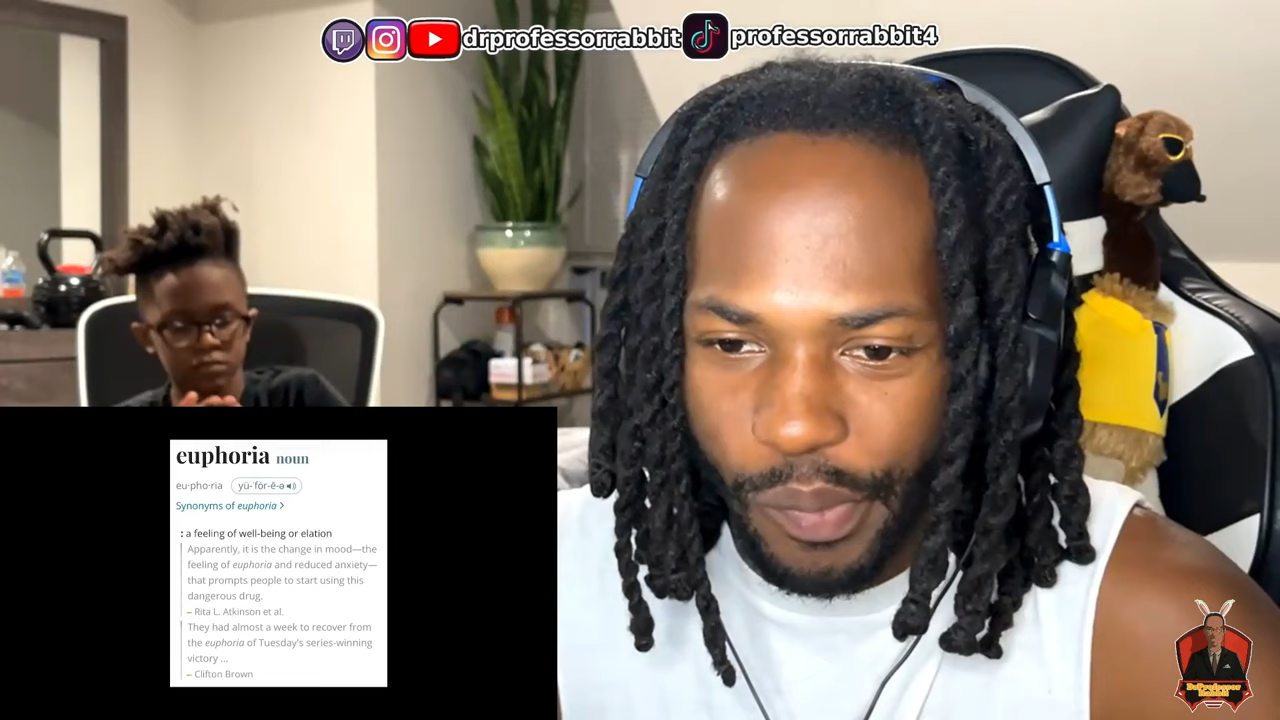 drprofessorrabbit professorrabbit4
euphoria noun
eu·pho·ria yü-ˈfȯr-ē-ə
Synonyms of euphoria >
: a feeling of well-being or elation
Apparently, it is the change in mood—the
feeling of euphoria and reduced anxiety—
that prompts people to start using this
dangerous drug.
– Rita L. Atkinson et al.
They had almost a week to recover from
the euphoria of Tuesday's series-winning
victory ...
– Clifton Brown
DrProfessor
Rabbit